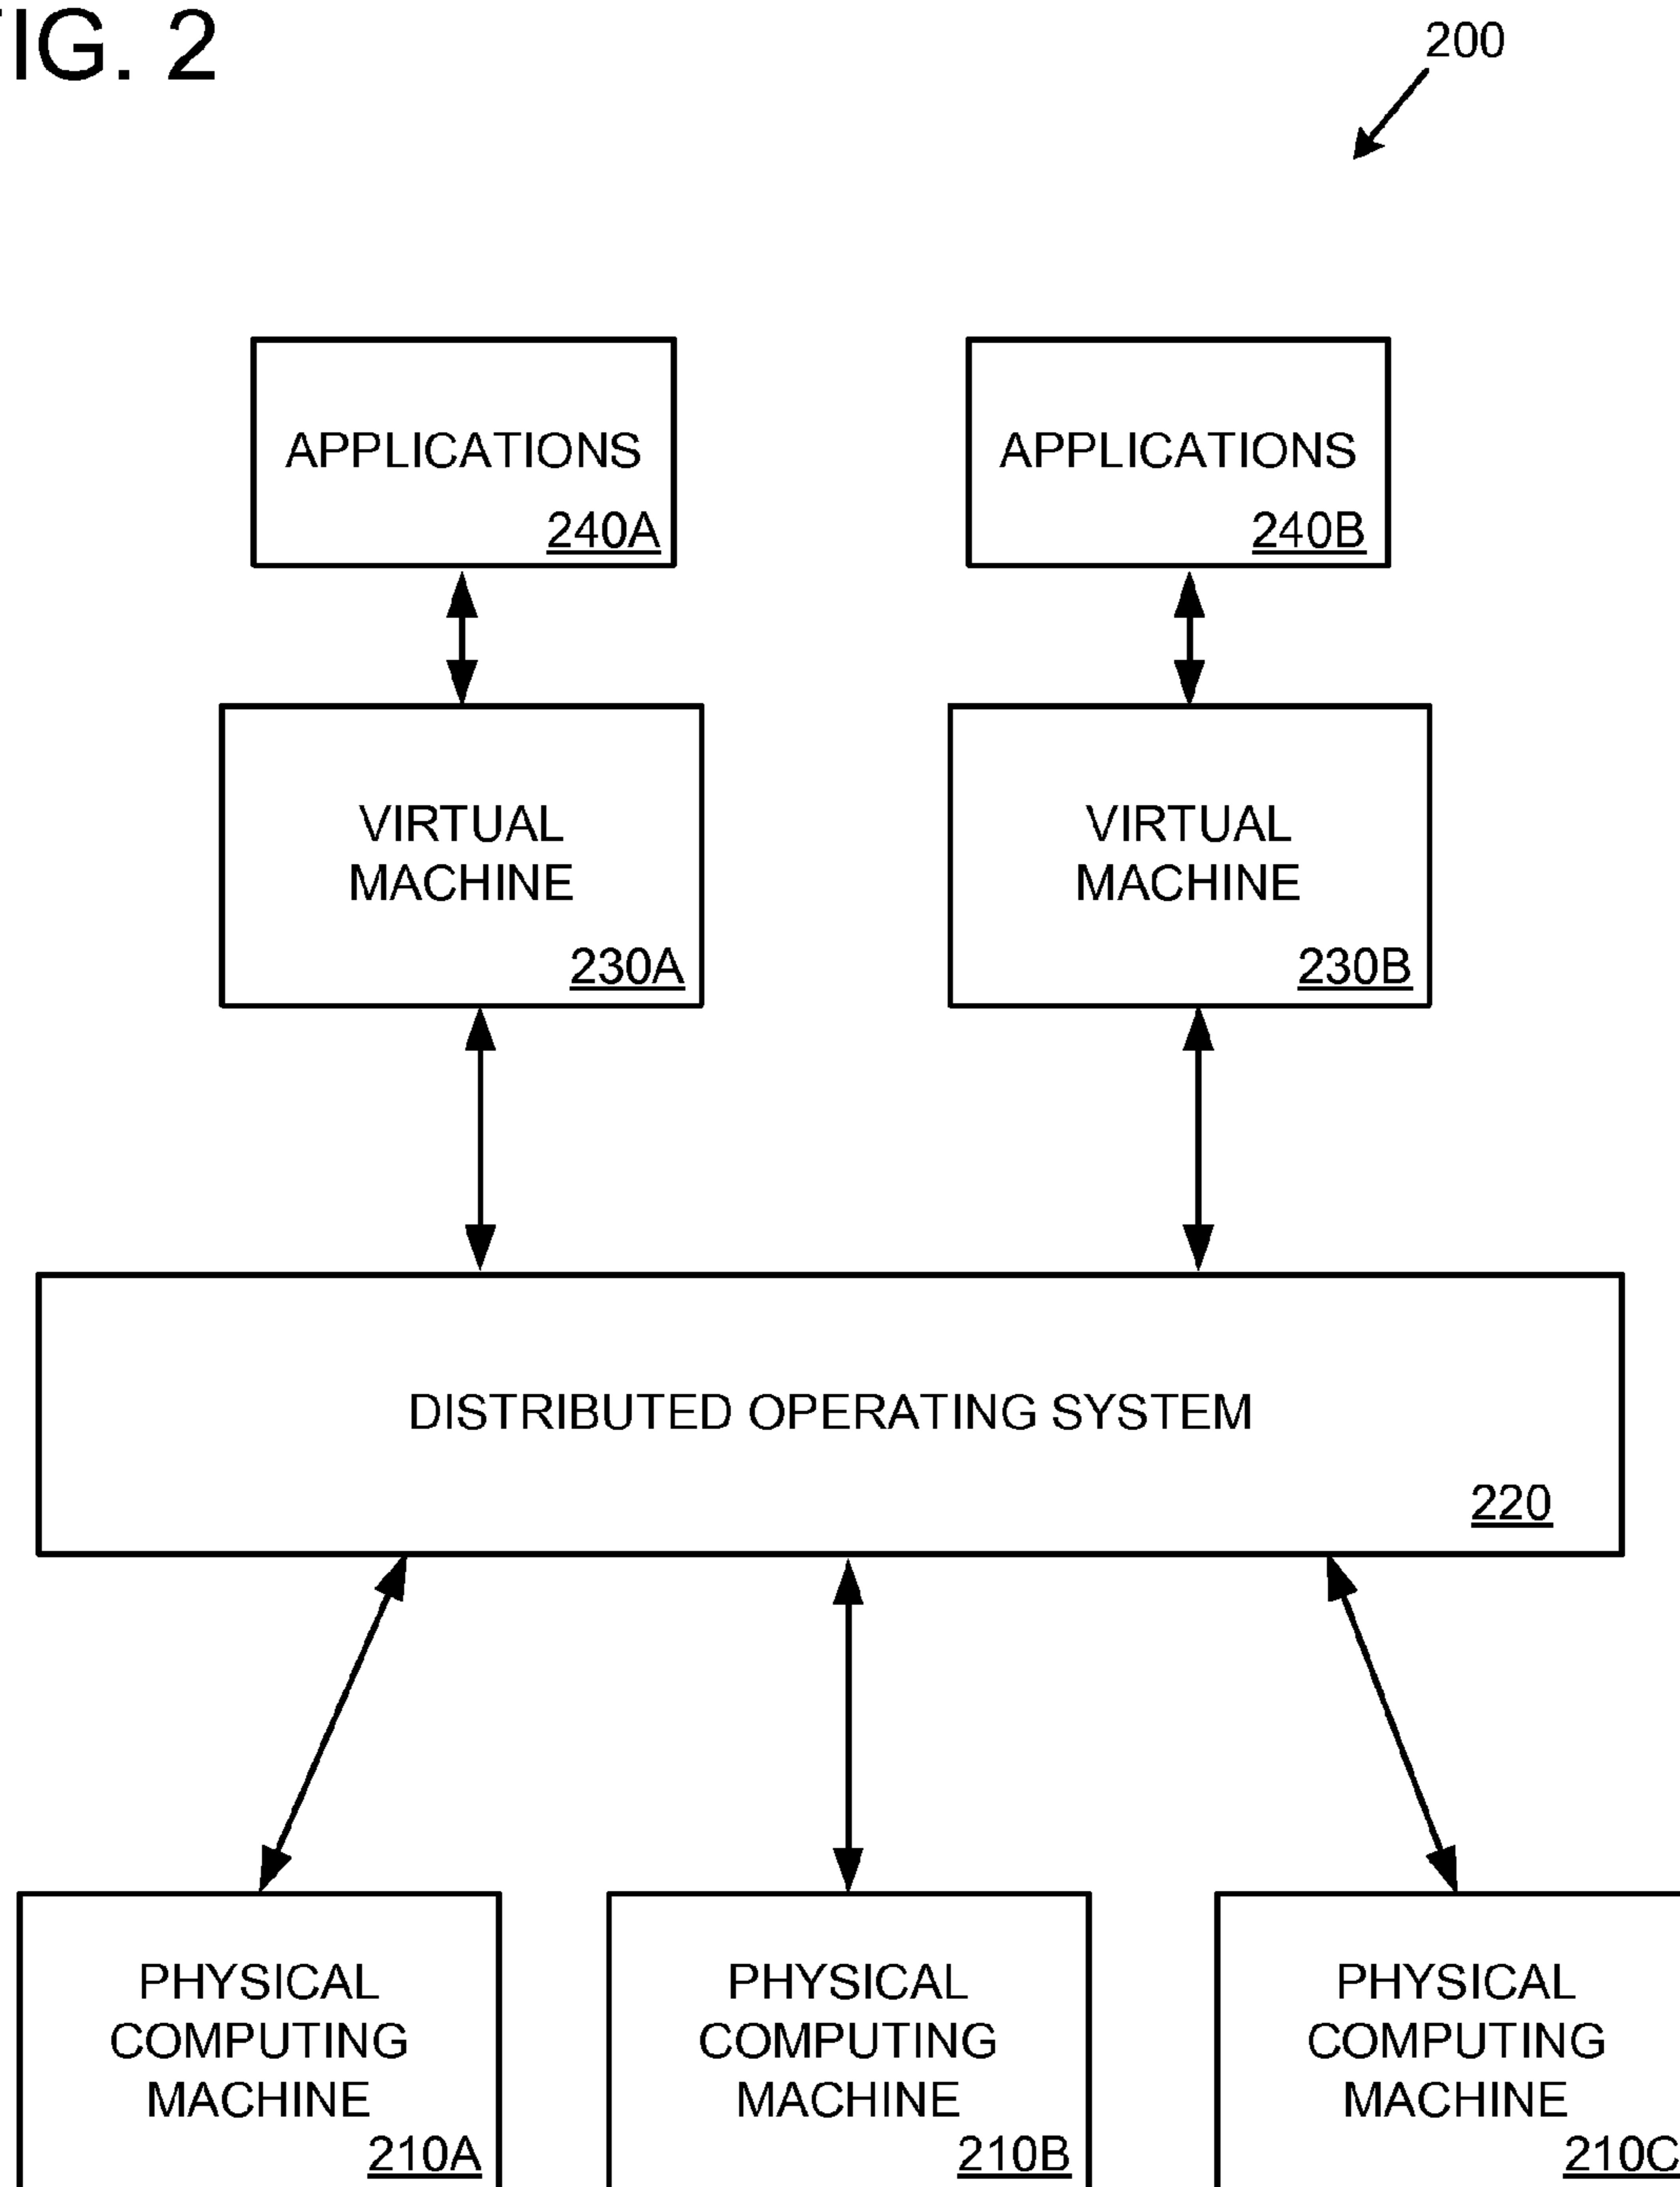 FIG. 2
200
APPLICATIONS
240A
APPLICATIONS
240B
VIRTUAL
MACHINE
230A
VIRTUAL
MACHINE
230B
DISTRIBUTED OPERATING SYSTEM
220
PHYSICAL
COMPUTING
MACHINE
210A
PHYSICAL
COMPUTING
MACHINE
210B
PHYSICAL
COMPUTING
MACHINE
210C